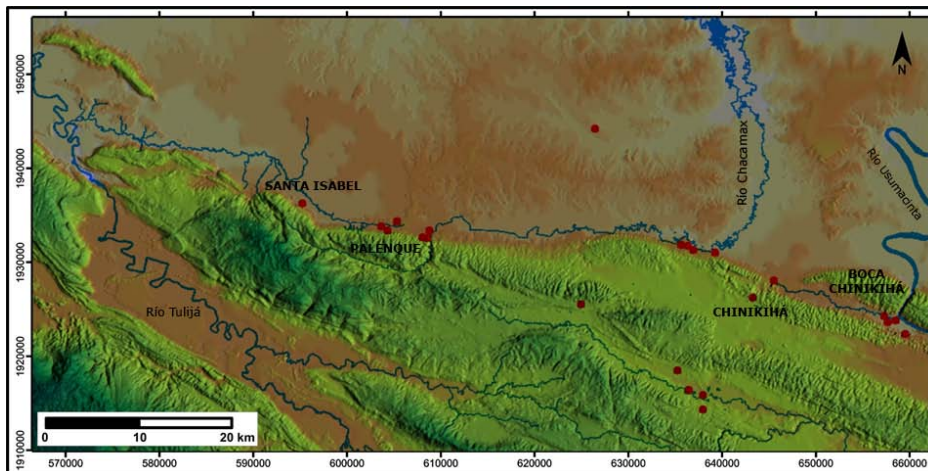 1950000
1940000
1930000
1920000
1910000
N
Río Chacamax
Río Usumacinta
SANTA ISABEL
PALENQUE
BOCA
CHINIKIHÁ
CHINIKIHÁ
Río Tulijá
0 10 20 km
570000 580000 590000 600000 610000 620000 630000 640000 650000 660000